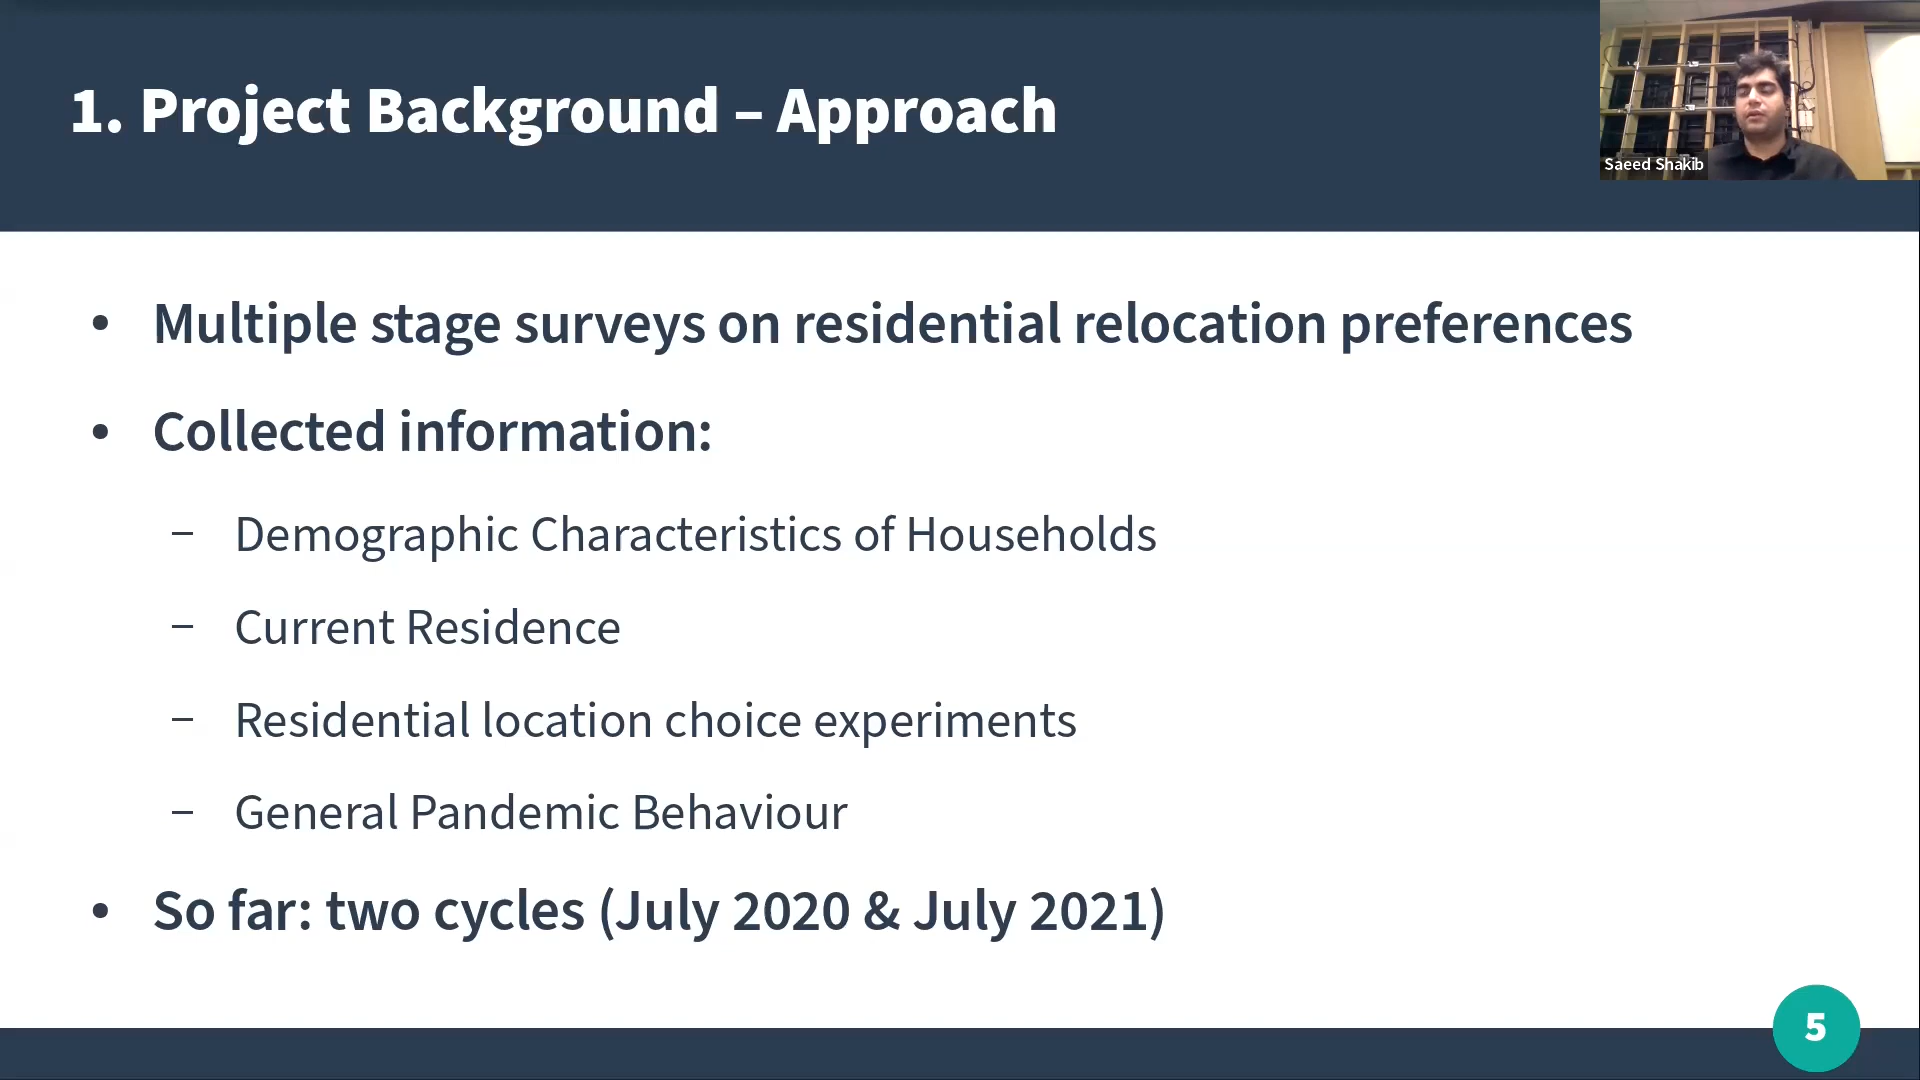 1. Project Background – Approach
Saeed Shakib
• Multiple stage surveys on residential relocation preferences
• Collected information:
– Demographic Characteristics of Households
– Current Residence
– Residential location choice experiments
– General Pandemic Behaviour
• So far: two cycles (July 2020 & July 2021)
5